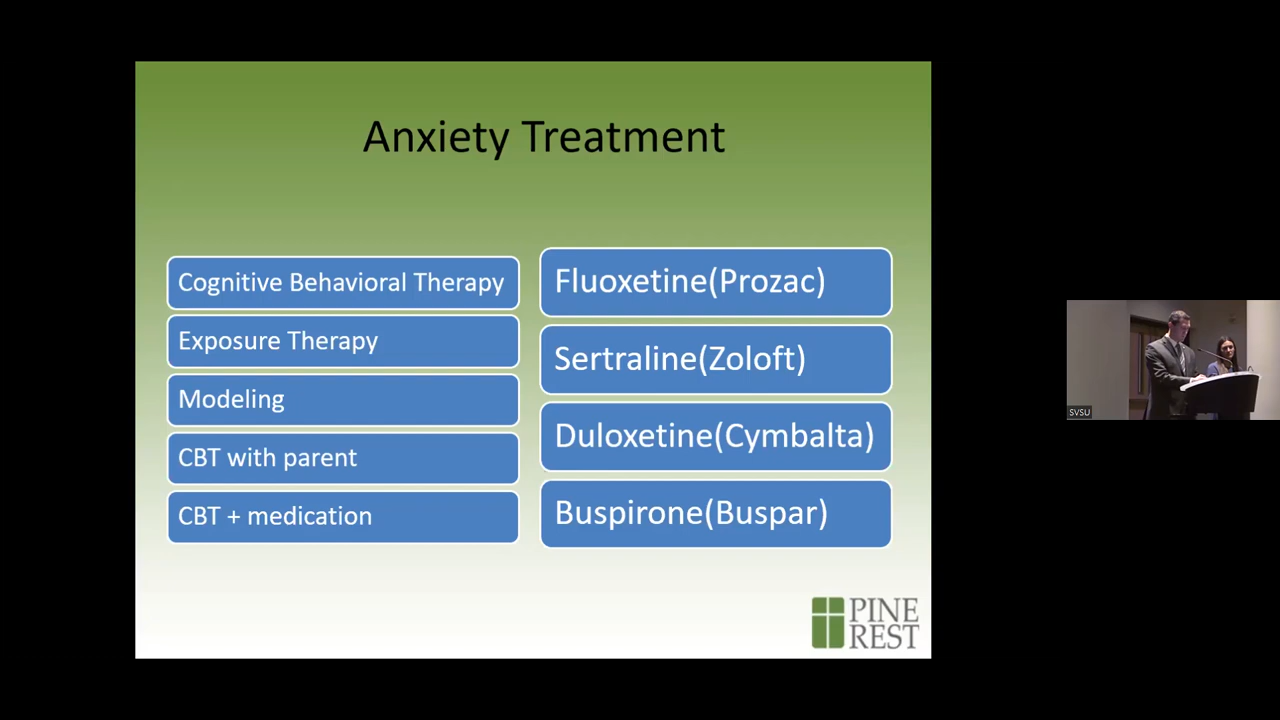 Anxiety Treatment
Cognitive Behavioral Therapy
Exposure Therapy
Modeling
CBT with parent
CBT + medication
Fluoxetine(Prozac)
Sertraline(Zoloft)
Duloxetine(Cymbalta)
Buspirone(Buspar)
PINE
REST
SVSU